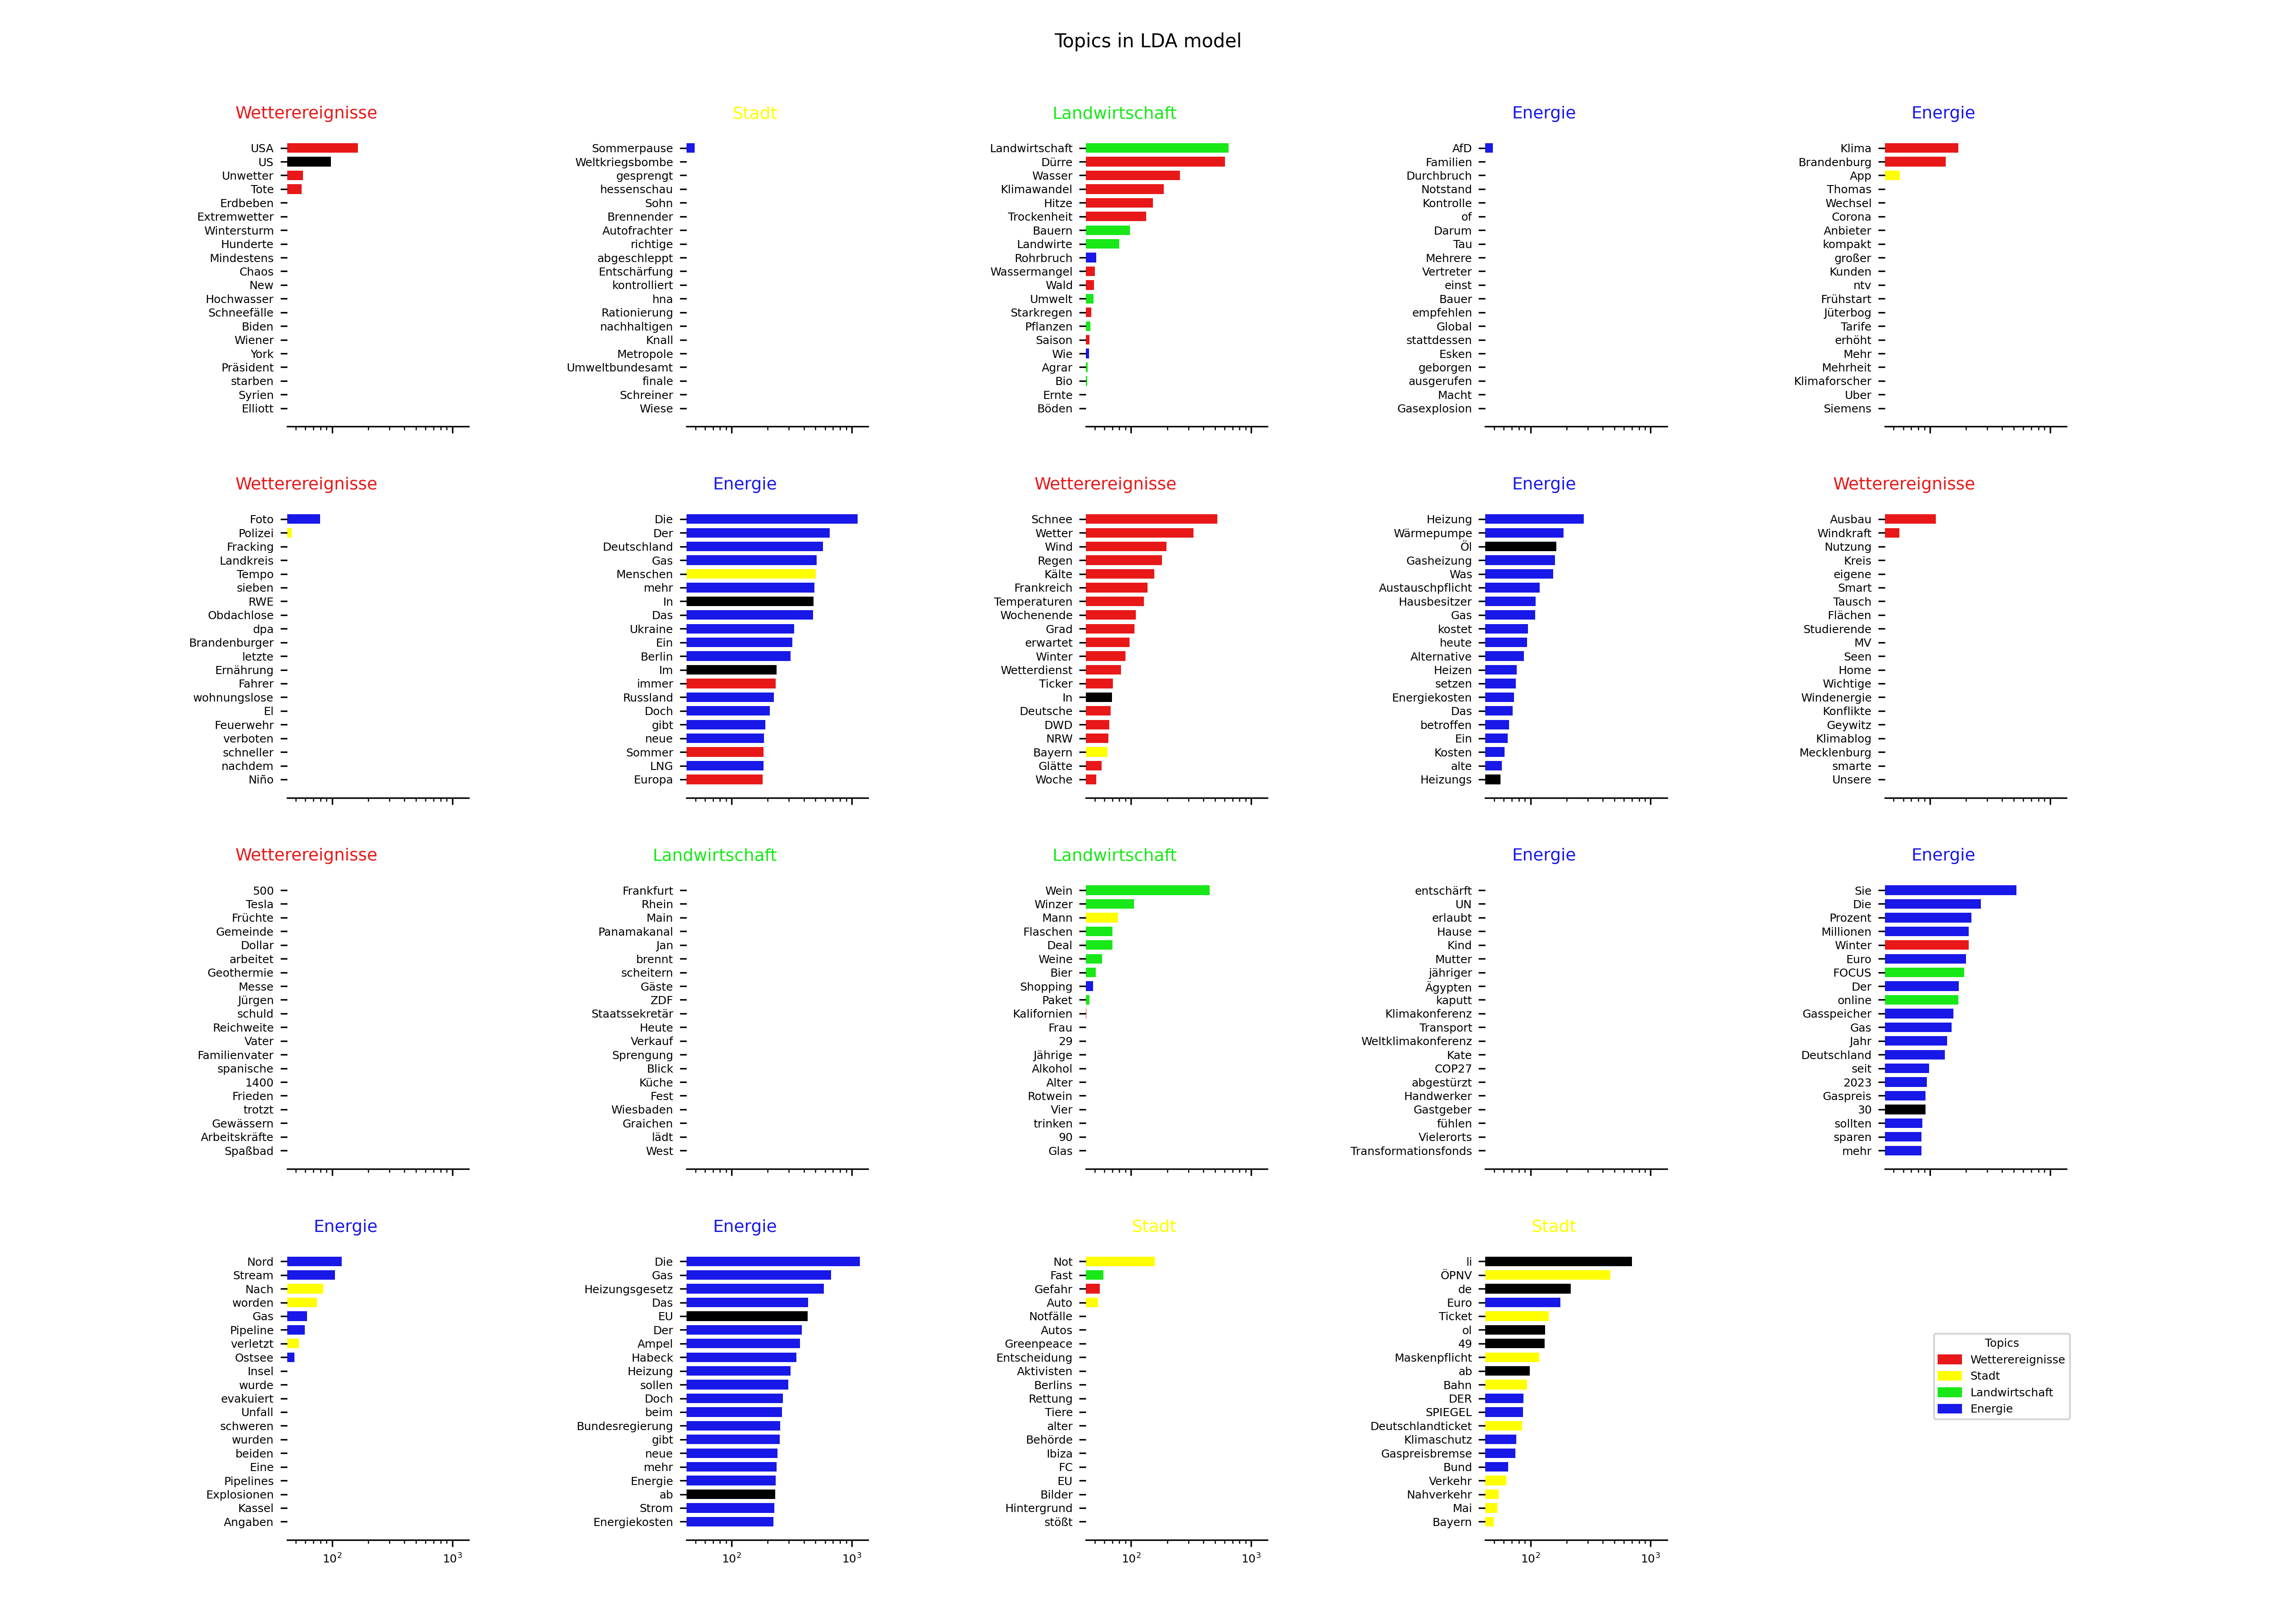 Topics in LDA model
Wetterereignisse
USA
US
Unwetter
Tote
Erdbeben
Extremwetter
Wintersturm
Hunderte
Mindestens
Chaos
New
Hochwasser
Schneefälle
Biden
Wiener
York
Präsident
starben
Syrien
Elliott
Stadt
Sommerpause
Weltkriegsbombe
gesprengt
hessenschau
Sohn
Brennender
Autofrachter
richtige
abgeschleppt
Entschärfung
kontrolliert
hna
Rationierung
nachhaltigen
Knall
Metropole
Umweltbundesamt
finale
Schreiner
Wiese
Landwirtschaft
Landwirtschaft
Dürre
Wasser
Klimawandel
Hitze
Trockenheit
Bauern
Landwirte
Rohrbruch
Wassermangel
Wald
Umwelt
Starkregen
Pflanzen
Saison
Wie
Agrar
Bio
Ernte
Böden
Energie
AfD
Familien
Durchbruch
Notstand
Kontrolle
of
Darum
Tau
Mehrere
Vertreter
einst
Bauer
empfehlen
Global
stattdessen
Esken
geborgen
ausgerufen
Macht
Gasexplosion
Energie
Klima
Brandenburg
App
Thomas
Wechsel
Corona
Anbieter
kompakt
großer
Kunden
ntv
Frühstart
Jüterbog
Tarife
erhöht
Mehr
Mehrheit
Klimaforscher
Uber
Siemens
Wetterereignisse
Foto
Polizei
Fracking
Landkreis
Tempo
sieben
RWE
Obdachlose
dpa
Brandenburger
letzte
Ernährung
Fahrer
wohnungslose
El
Feuerwehr
verboten
schneller
nachdem
Niño
Energie
Die
Der
Deutschland
Gas
Menschen
mehr
In
Das
Ukraine
Ein
Berlin
Im
immer
Russland
Doch
gibt
neue
Sommer
LNG
Europa
Wetterereignisse
Schnee
Wetter
Wind
Regen
Kälte
Frankreich
Temperaturen
Wochenende
Grad
erwartet
Winter
Wetterdienst
Ticker
In
Deutsche
DWD
NRW
Bayern
Glätte
Woche
Energie
Heizung
Wärmepumpe
Öl
Gasheizung
Was
Austauschpflicht
Hausbesitzer
Gas
kostet
heute
Alternative
Heizen
setzen
Energiekosten
Das
betroffen
Ein
Kosten
alte
Heizungs
Wetterereignisse
Ausbau
Windkraft
Nutzung
Kreis
eigene
Smart
Tausch
Flächen
Studierende
MV
Seen
Home
Wichtige
Windenergie
Konflikte
Geywitz
Klimablog
Mecklenburg
smarte
Unsere
Wetterereignisse
500
Tesla
Früchte
Gemeinde
Dollar
arbeitet
Geothermie
Messe
Jürgen
schuld
Reichweite
Vater
Familienvater
spanische
1400
Frieden
trotzt
Gewässern
Arbeitskräfte
Spaßbad
Landwirtschaft
Frankfurt
Rhein
Main
Panamakanal
Jan
brennt
scheitern
Gäste
ZDF
Staatssekretär
Heute
Verkauf
Sprengung
Blick
Küche
Fest
Wiesbaden
Graichen
lädt
West
Landwirtschaft
Wein
Winzer
Mann
Flaschen
Deal
Weine
Bier
Shopping
Paket
Kalifornien
Frau
29
Jährige
Alkohol
Alter
Rotwein
Vier
trinken
90
Glas
Energie
entschärft
UN
erlaubt
Hause
Kind
Mutter
jähriger
Ägypten
kaputt
Klimakonferenz
Transport
Weltklimakonferenz
Kate
COP27
abgestürzt
Handwerker
Gastgeber
fühlen
Vielerorts
Transformationsfonds
Energie
Sie
Die
Prozent
Millionen
Winter
Euro
FOCUS
Der
online
Gasspeicher
Gas
Jahr
Deutschland
seit
2023
Gaspreis
30
sollten
sparen
mehr
Energie
Nord
Stream
Nach
worden
Gas
Pipeline
verletzt
Ostsee
Insel
wurde
evakuiert
Unfall
schweren
wurden
beiden
Eine
Pipelines
Explosionen
Kassel
Angaben
10² 10³
Energie
Die
Gas
Heizungsgesetz
Das
EU
Der
Ampel
Habeck
Heizung
sollen
Doch
beim
Bundesregierung
gibt
neue
mehr
Energie
ab
Strom
Energiekosten
10² 10³
Stadt
Not
Fast
Gefahr
Auto
Notfälle
Autos
Greenpeace
Entscheidung
Aktivisten
Berlins
Rettung
Tiere
alter
Behörde
Ibiza
FC
EU
Bilder
Hintergrund
stößt
10² 10³
Stadt
li
ÖPNV
de
Euro
Ticket
ol
49
Maskenpflicht
ab
Bahn
DER
SPIEGEL
Deutschlandticket
Klimaschutz
Gaspreisbremse
Bund
Verkehr
Nahverkehr
Mai
Bayern
10² 10³
Topics
Wetterereignisse
Stadt
Landwirtschaft
Energie